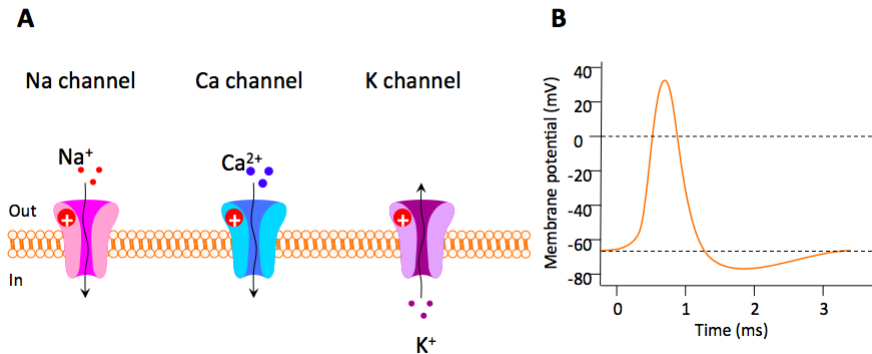 A
Na channel Ca channel K channel
Na⁺
Ca²⁺
Out
+ + +
In
K⁺
B
Membrane potential (mV)
40
20
0
-20
-40
-60
-80
0 1 2 3
Time (ms)